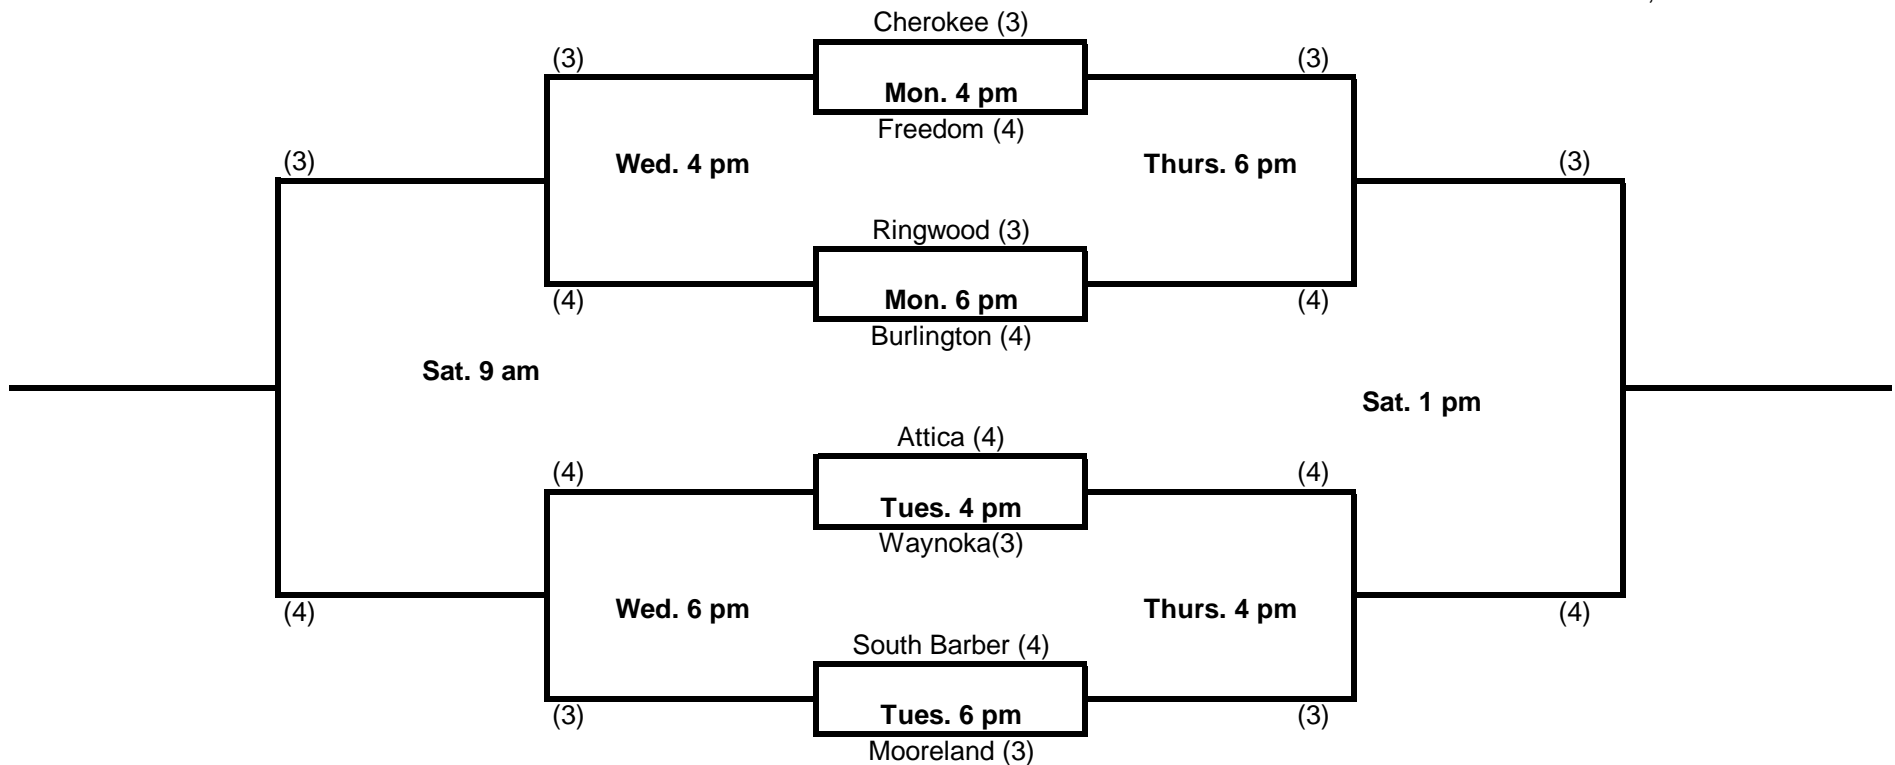 Cherokee (3)
(3) (3)
Mon. 4 pm
Freedom (4)
(3) Wed. 4 pm Thurs. 6 pm (3)
Ringwood (3)
(4) Mon. 6 pm (4)
Burlington (4)
Sat. 9 am
Sat. 1 pm
Attica (4)
(4) (4)
Tues. 4 pm
Waynoka(3)
(4) Wed. 6 pm Thurs. 4 pm (4)
South Barber (4)
(3) Tues. 6 pm (3)
Mooreland (3)